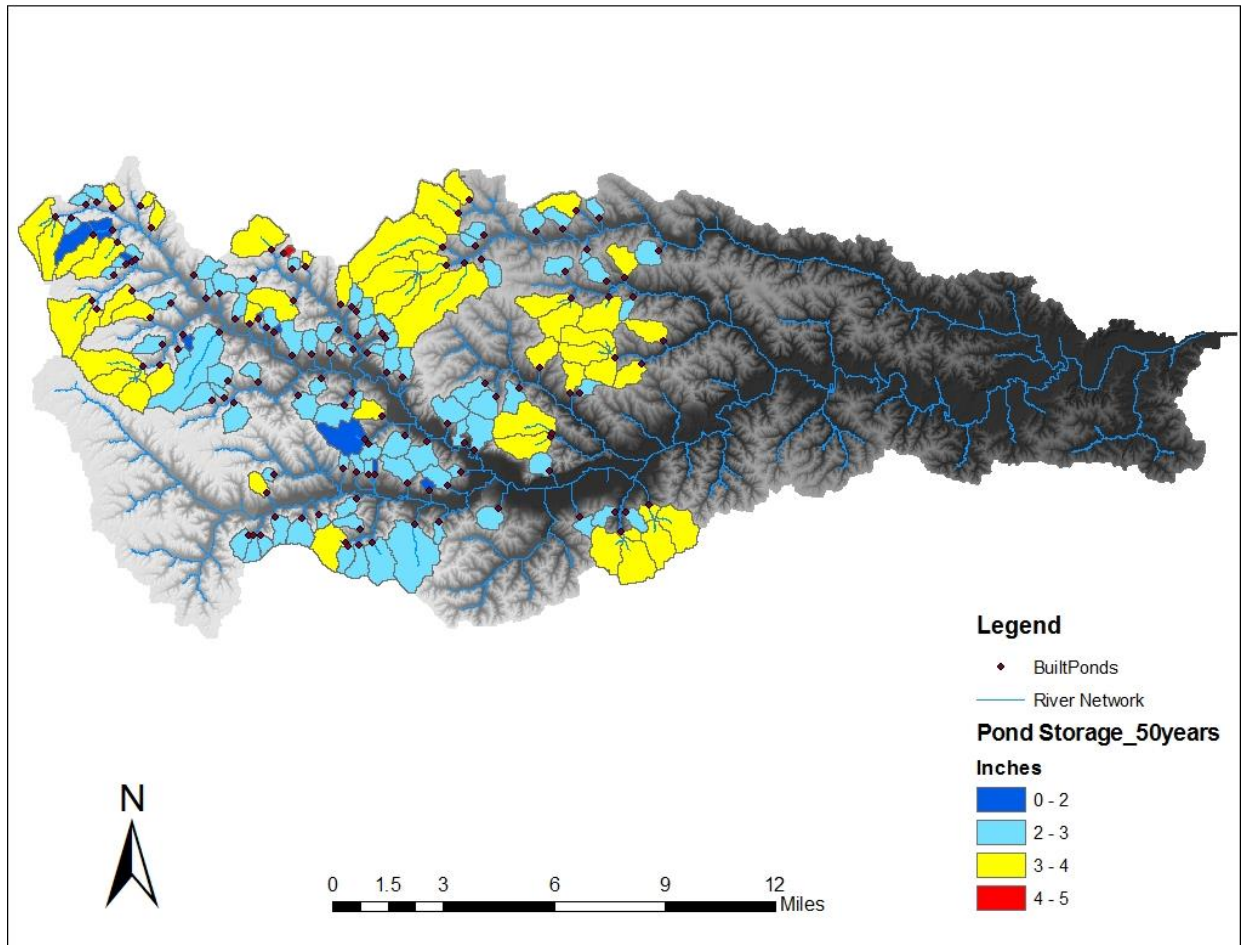 Legend
BuiltPonds
River Network
Pond Storage_50years
Inches
0 - 2
2 - 3
3 - 4
4 - 5
N
0 1.5 3 6 9 12
Miles